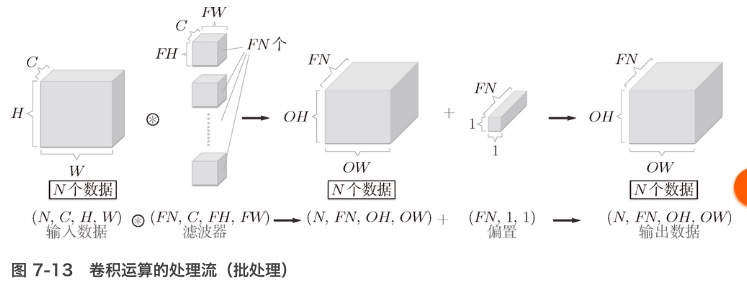 C
FW
FH
FN 个
C
H
W
⊛
FN
OH
OW
+
FN
1
1
FN
OH
OW
N 个数据
N 个数据
N 个数据
(N, C, H, W) ⊛ (FN, C, FH, FW) → (N, FN, OH, OW) + (FN, 1, 1) → (N, FN, OH, OW)
输入数据 滤波器 偏置 输出数据
图 7-13 卷积运算的处理流（批处理）